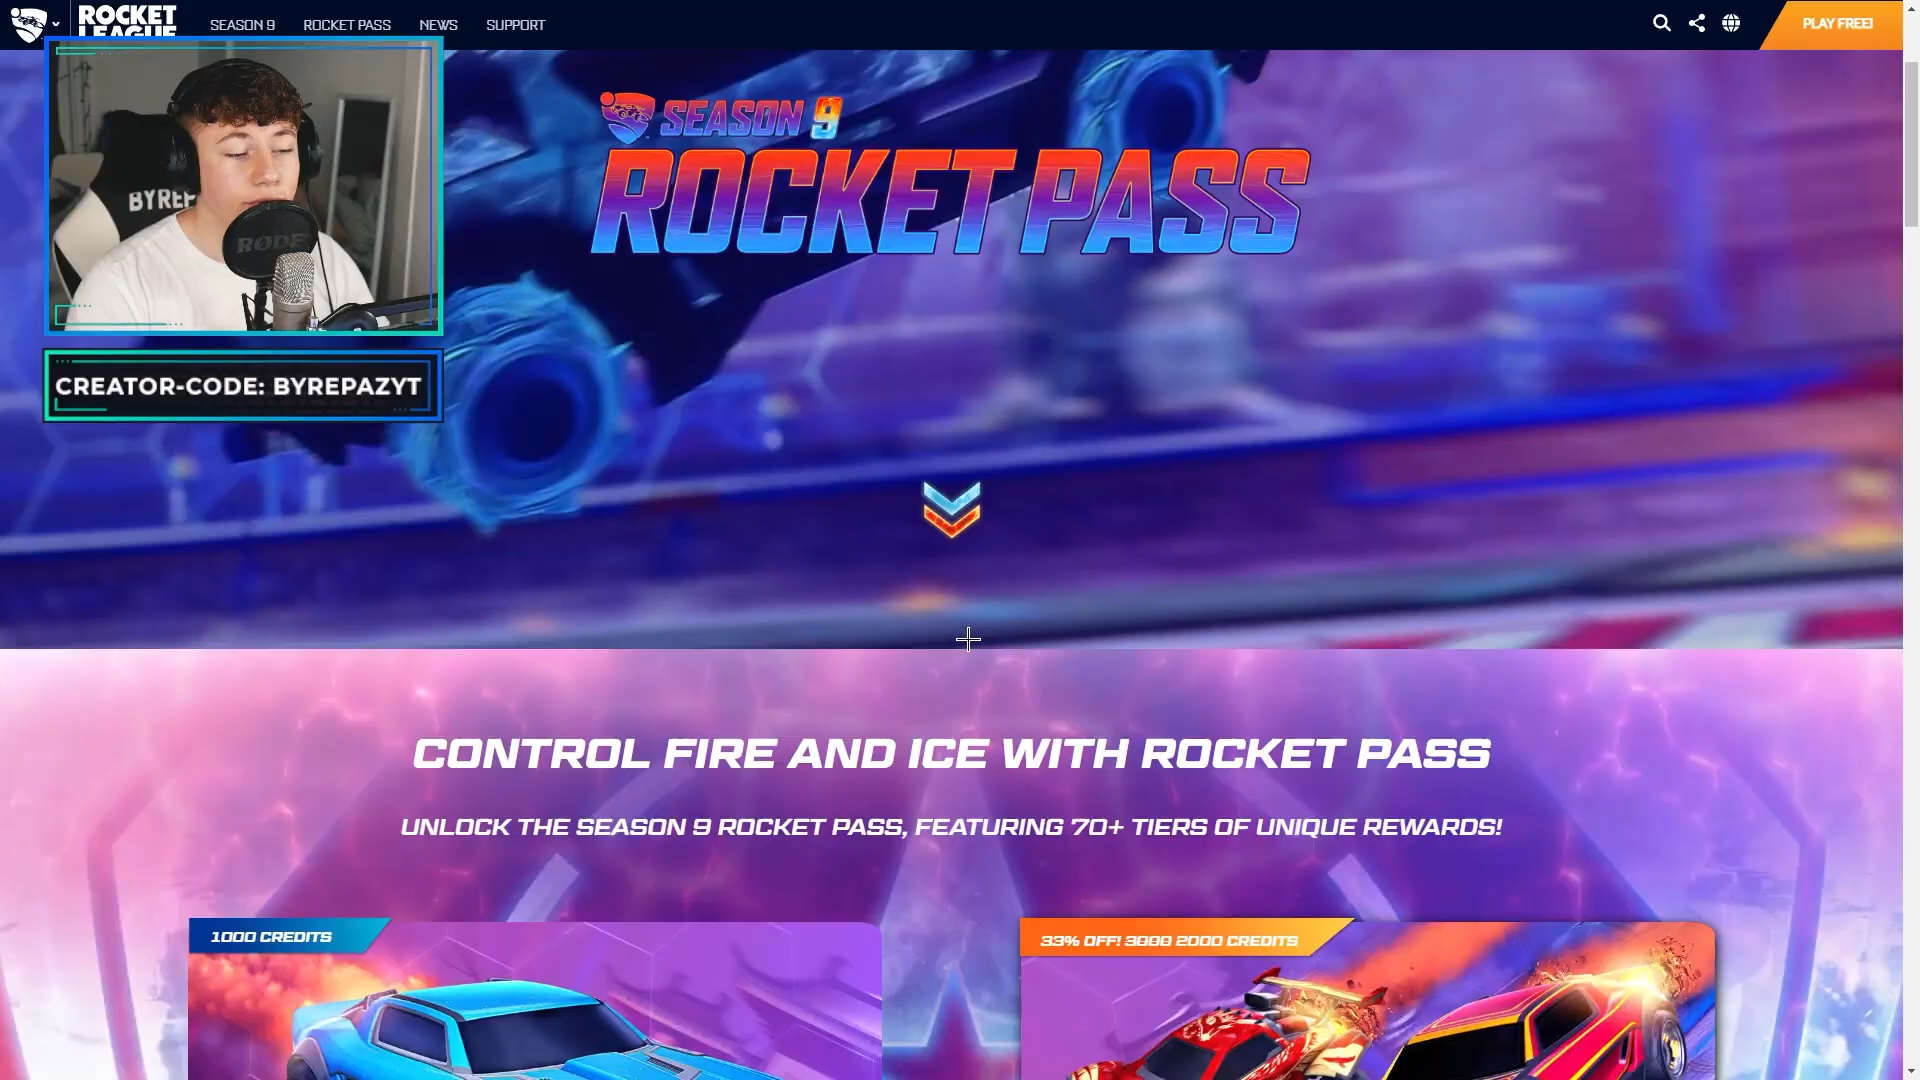 ROCKET
LEAGUE
SEASON 9
ROCKET PASS
NEWS
SUPPORT
PLAY FREE!
BYREP
RØDE
CREATOR-CODE: BYREPAZYT
SEASON 9
ROCKET PASS
CONTROL FIRE AND ICE WITH ROCKET PASS
UNLOCK THE SEASON 9 ROCKET PASS, FEATURING 70+ TIERS OF UNIQUE REWARDS!
1000 CREDITS
33% OFF! 3000 2000 CREDITS